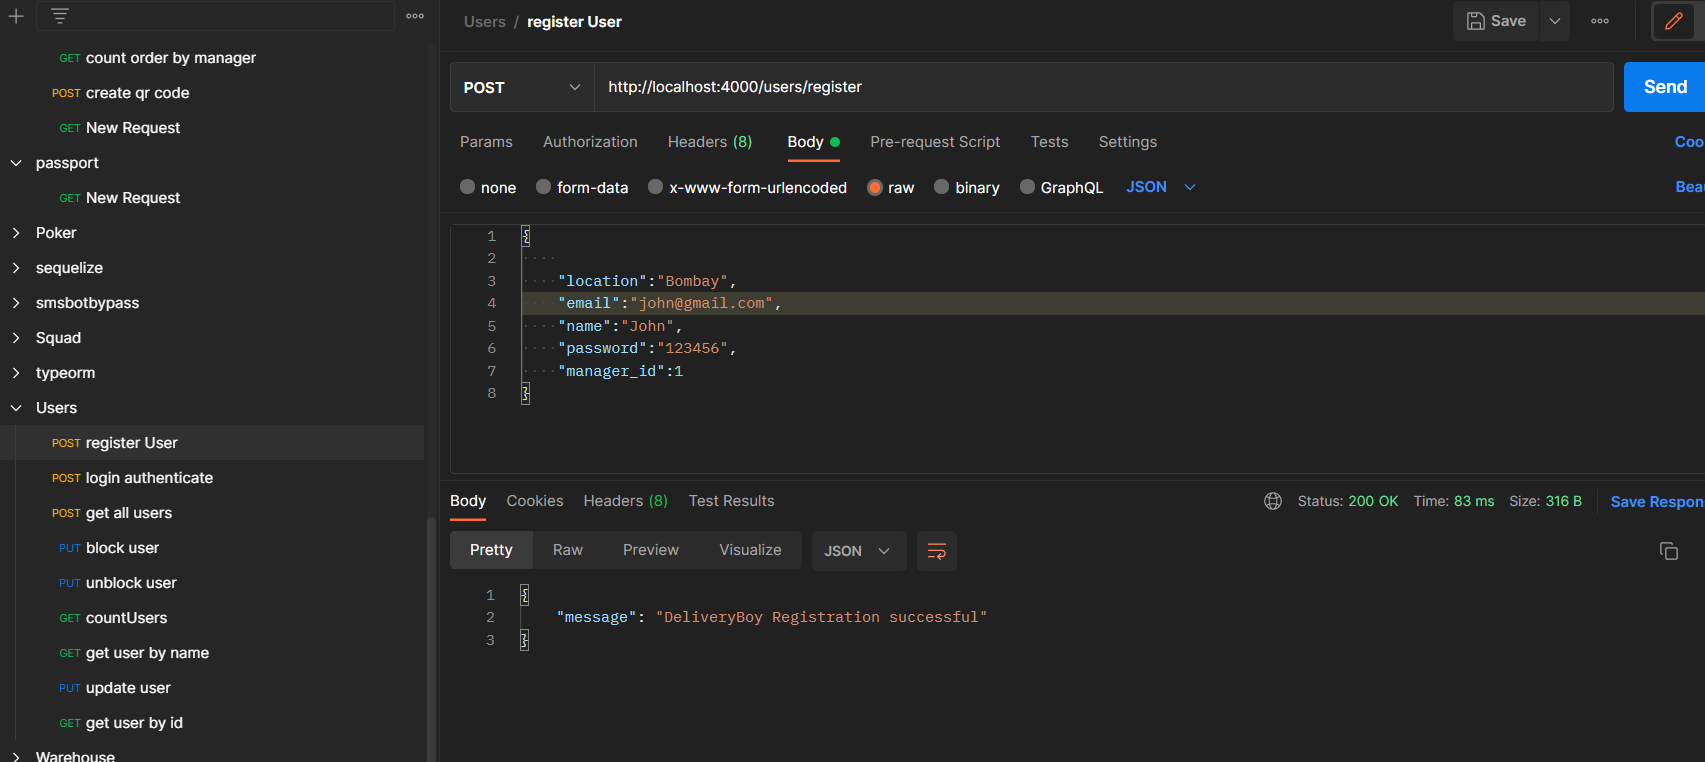 Users / register User
Save
GET count order by manager
POST create qr code
GET New Request
passport
GET New Request
Poker
sequelize
smsbotbypass
Squad
typeorm
Users
POST register User
POST login authenticate
POST get all users
PUT block user
PUT unblock user
GET countUsers
GET get user by name
PUT update user
GET get user by id
Warehouse
POST http://localhost:4000/users/register Send
Params Authorization Headers (8) Body Pre-request Script Tests Settings Coo
none form-data x-www-form-urlencoded raw binary GraphQL JSON Beau
1 {
2
3 "location":"Bombay",
4 "email":"john@gmail.com",
5 "name":"John",
6 "password":"123456",
7 "manager_id":1
8 }
Body Cookies Headers (8) Test Results Status: 200 OK Time: 83 ms Size: 316 B Save Respon
Pretty Raw Preview Visualize JSON
1 {
2 "message": "DeliveryBoy Registration successful"
3 }